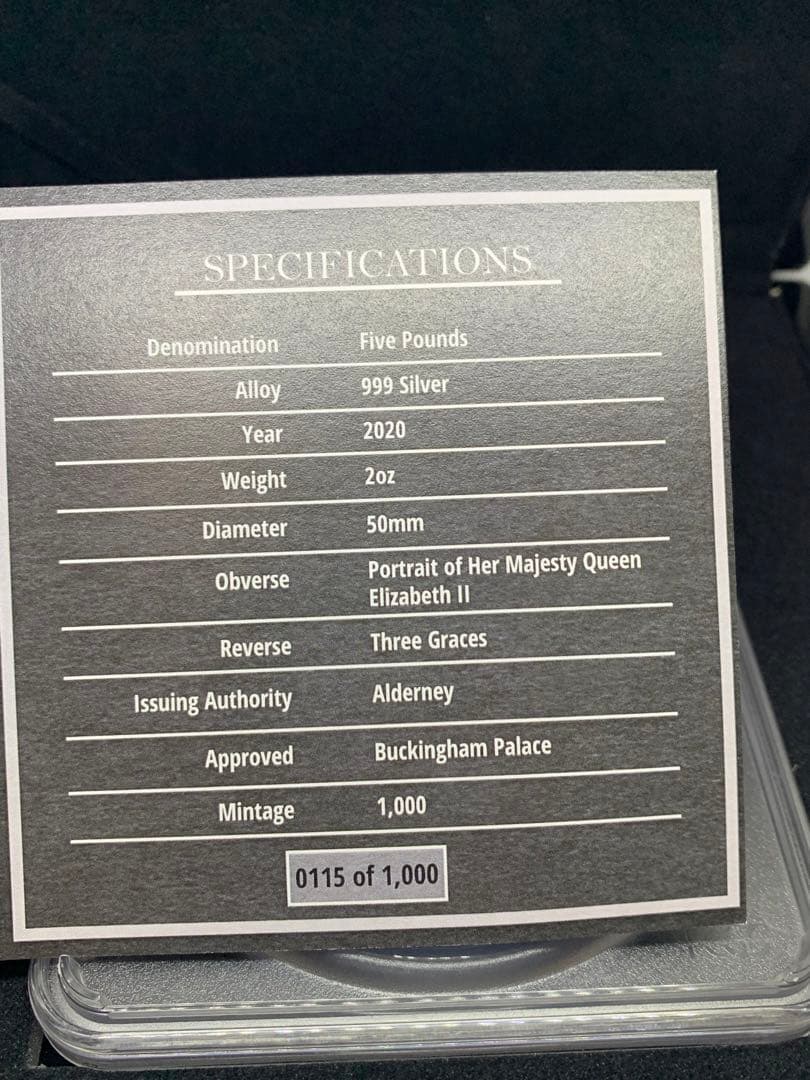 SPECIFICATIONS
Denomination Five Pounds
Alloy 999 Silver
Year 2020
Weight 2oz
Diameter 50mm
Obverse Portrait of Her Majesty Queen
Elizabeth II
Reverse Three Graces
Issuing Authority Alderney
Approved Buckingham Palace
Mintage 1,000
0115 of 1,000